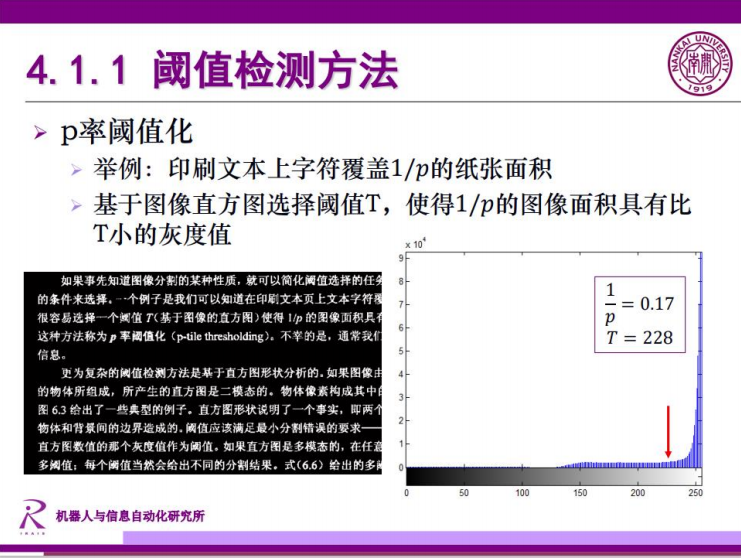 4.1.1 阈值检测方法
NANKAI UNIVERSITY
南開
1919
p率阈值化
举例：印刷文本上字符覆盖1/p的纸张面积
基于图像直方图选择阈值T，使得1/p的图像面积具有比
T小的灰度值
如果事先知道图像分割的某种性质，就可以简化阈值选择的任务
的条件来选择。一个例子是我们可以知道在印刷文本页上文本字符覆
很容易选择一个阈值 T(基于图像的直方图)使得 1/p 的图像面积具有
这种方法称为 p 率阈值化（p-tile thresholding)。不幸的是，通常我们
信息。
更为复杂的阈值检测方法是基于直方图形状分析的。如果图像由
的物体所组成，所产生的直方图是二模态的。物体像素构成其中的
图 6.3 给出了一些典型的例子。直方图形状说明了一个事实，即两个
物体和背景间的边界造成的。阈值应该满足最小分割错误的要求——
直方图数值的那个灰度值作为阈值。如果直方图是多模态的，在任意
多阈值；每个阈值当然会给出不同的分割结果。式(6.6) 给出的多阈
x 10⁴
9
8
7
6
5
4
3
2
1
0
0 50 100 150 200 250
1/p = 0.17
T = 228
机器人与信息自动化研究所
I R A I S